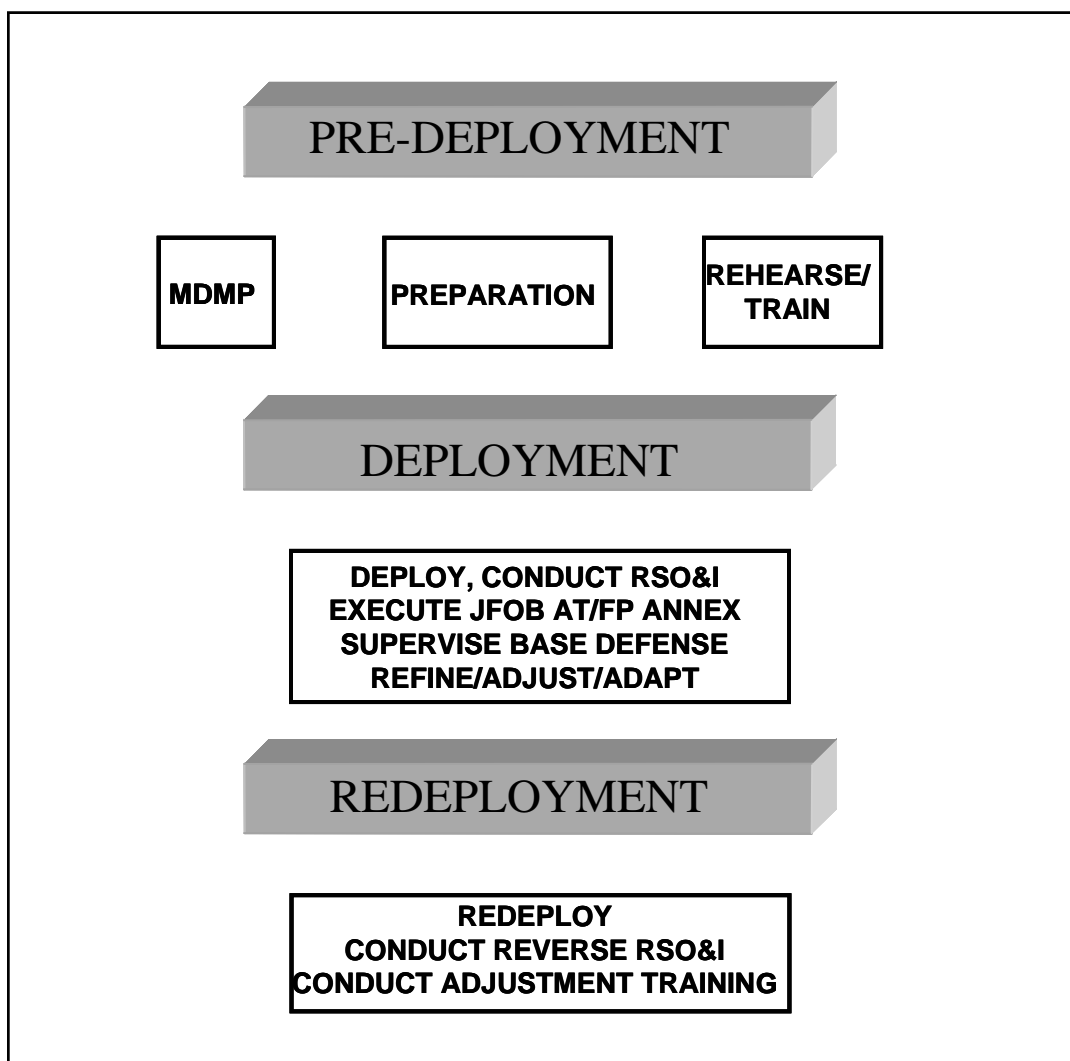 PRE-DEPLOYMENT
MDMP
PREPARATION
REHEARSE/
TRAIN
DEPLOYMENT
DEPLOY, CONDUCT RSO&I
EXECUTE JFOB AT/FP ANNEX
SUPERVISE BASE DEFENSE
REFINE/ADJUST/ADAPT
REDEPLOYMENT
REDEPLOY
CONDUCT REVERSE RSO&I
CONDUCT ADJUSTMENT TRAINING